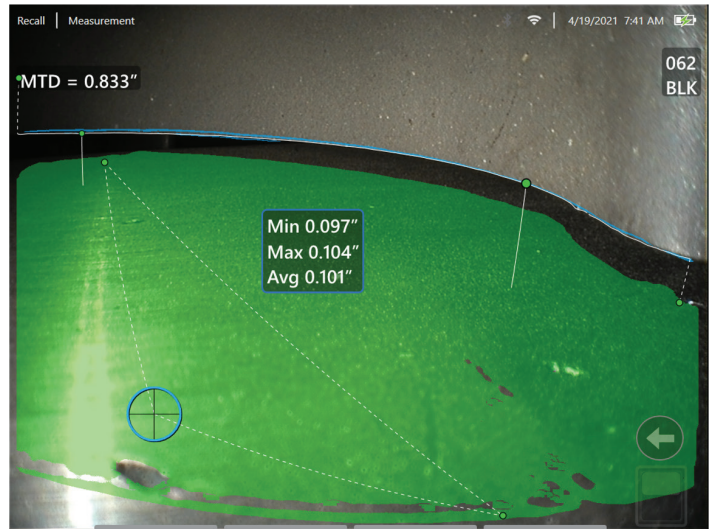 Recall | Measurement
4/19/2021 7:41 AM
MTD = 0.833"
062
BLK
Min 0.097"
Max 0.104"
Avg 0.101"